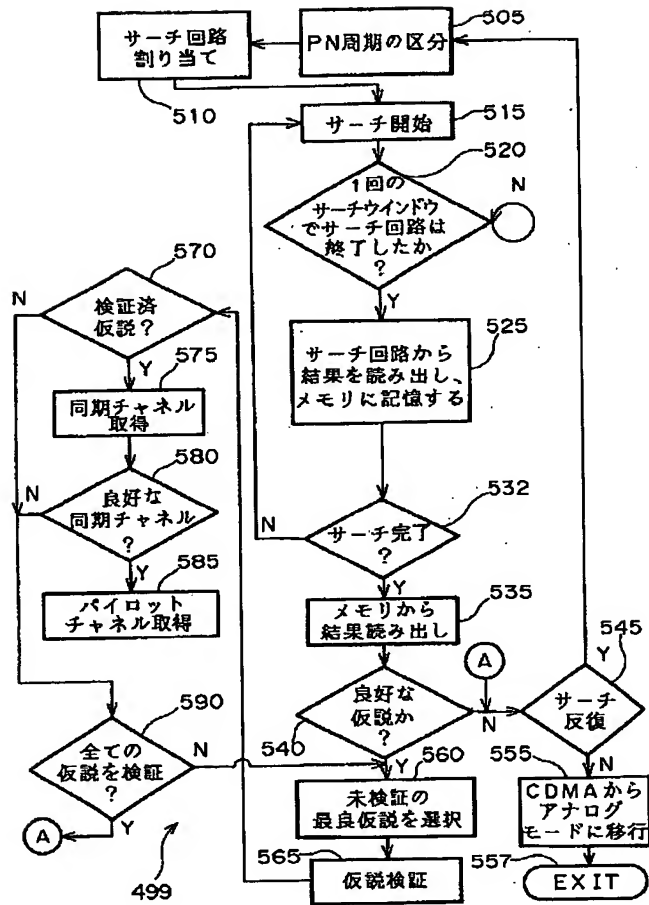 サーチ回路
割り当て
510
PN周期の区分
505
サーチ開始
515
520
1回の
サーチウインドウ
でサーチ回路は
終了したか
?
N
Y
サーチ回路から
結果を読み出し、
メモリに記憶する
525
サーチ完了
?
532
N
Y
メモリから
結果読み出し
535
良好な
仮説か
?
540
N
Y
A
サーチ
反復
545
Y
N
CDMAから
アナログ
モードに移行
555
EXIT
557
未検証の
最良仮説を選択
560
仮説検証
565
検証済
仮説?
570
N
Y
同期チャネル
取得
575
良好な
同期チャネル
?
580
N
Y
パイロット
チャネル取得
585
全ての
仮説を検証
?
590
N
Y
A
499